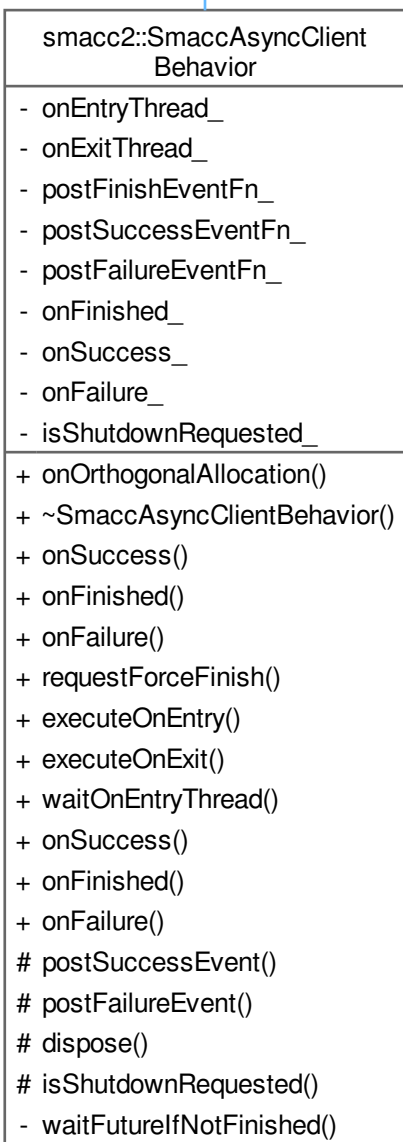 smacc2::SmaccAsyncClient
Behavior
- onEntryThread_
- onExitThread_
- postFinishEventFn_
- postSuccessEventFn_
- postFailureEventFn_
- onFinished_
- onSuccess_
- onFailure_
- isShutdownRequested_
+ onOrthogonalAllocation()
+ ~SmaccAsyncClientBehavior()
+ onSuccess()
+ onFinished()
+ onFailure()
+ requestForceFinish()
+ executeOnEntry()
+ executeOnExit()
+ waitOnEntryThread()
+ onSuccess()
+ onFinished()
+ onFailure()
# postSuccessEvent()
# postFailureEvent()
# dispose()
# isShutdownRequested()
- waitFutureIfNotFinished()